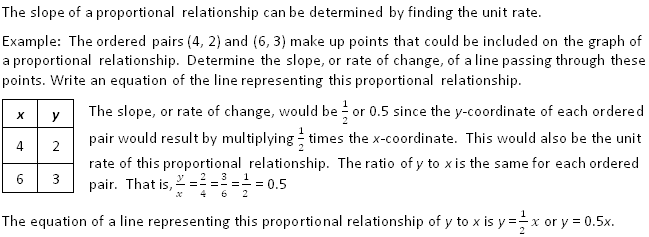 The slope of a proportional relationship can be determined by finding the unit rate.
Example: The ordered pairs (4, 2) and (6, 3) make up points that could be included on the graph of
a proportional relationship. Determine the slope, or rate of change, of a line passing through these
points. Write an equation of the line representing this proportional relationship.
x y
4 2
6 3
The slope, or rate of change, would be 1/2 or 0.5 since the y-coordinate of each ordered
pair would result by multiplying 1/2 times the x-coordinate. This would also be the unit
rate of this proportional relationship. The ratio of y to x is the same for each ordered
pair. That is, y/x = 2/4 = 3/6 = 1/2 = 0.5
The equation of a line representing this proportional relationship of y to x is y = 1/2 x or y = 0.5x.